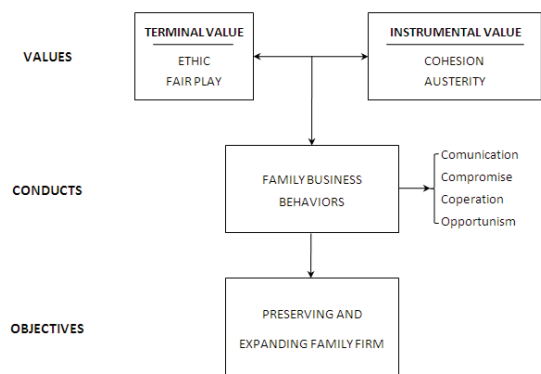 TERMINAL VALUE
INSTRUMENTAL VALUE
VALUES
ETHIC
FAIR PLAY
COHESION
AUSTERITY
CONDUCTS
FAMILY BUSINESS
BEHAVIORS
Comunication
Compromise
Coperation
Opportunism
OBJECTIVES
PRESERVING AND
EXPANDING FAMILY FIRM